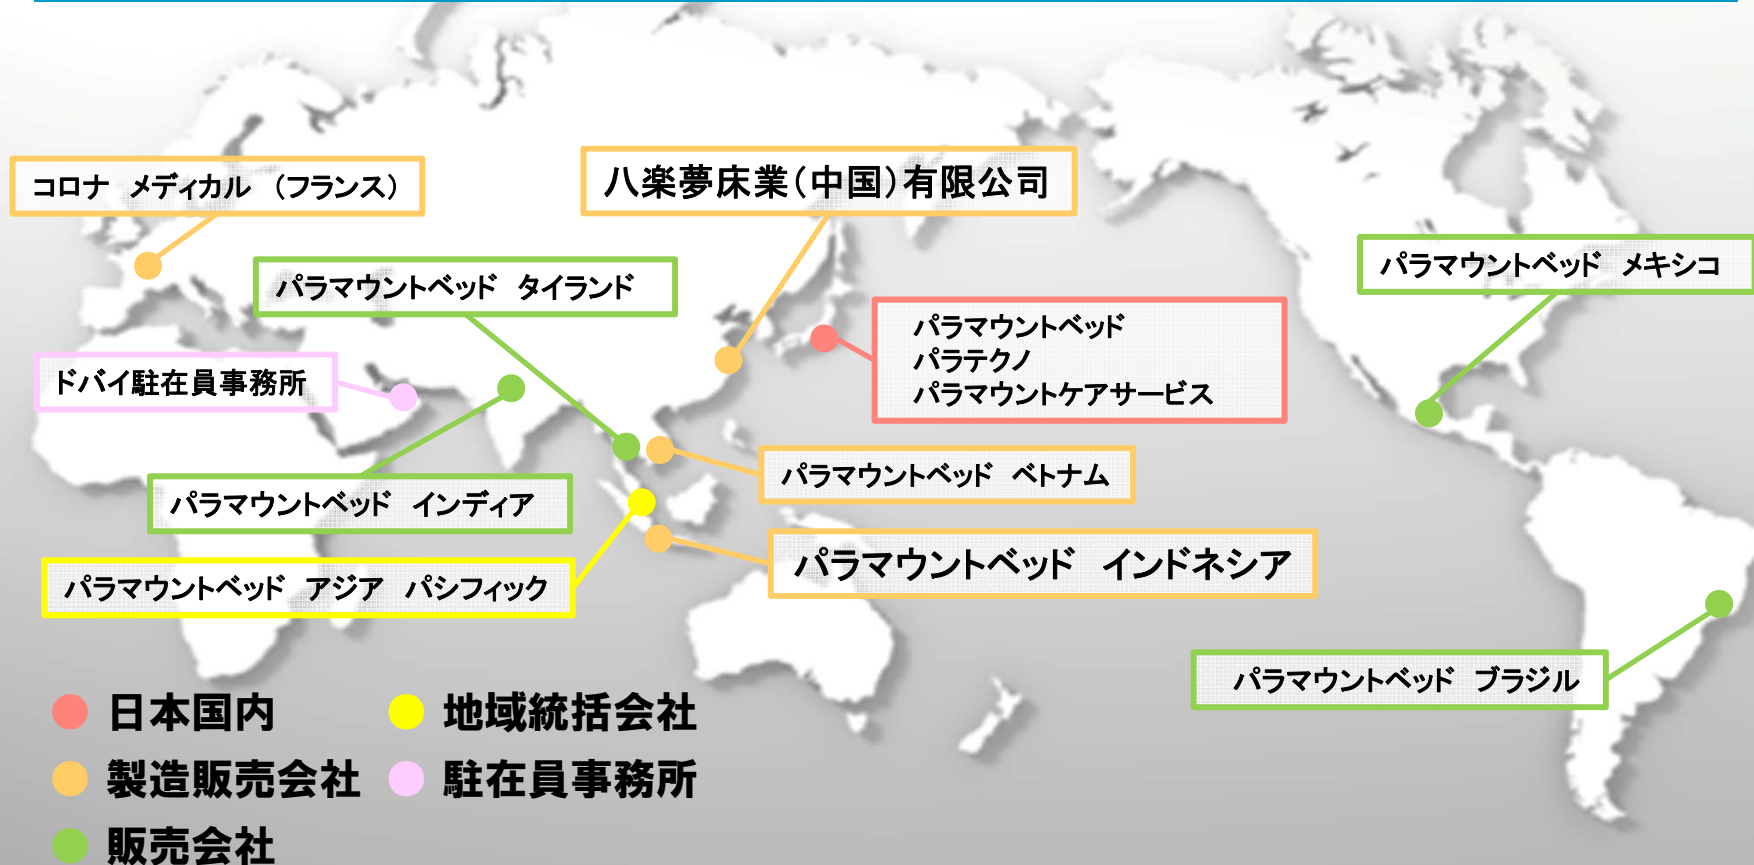 コロナ メディカル (フランス)
八楽夢床業(中国)有限公司
パラマウントベッド タイランド
パラマウントベッド メキシコ
パラマウントベッド
パラテクノ
パラマウントケアサービス
ドバイ駐在員事務所
パラマウントベッド ベトナム
パラマウントベッド インディア
パラマウントベッド インドネシア
パラマウントベッド アジア パシフィック
パラマウントベッド ブラジル
日本国内
地域統括会社
製造販売会社
駐在員事務所
販売会社